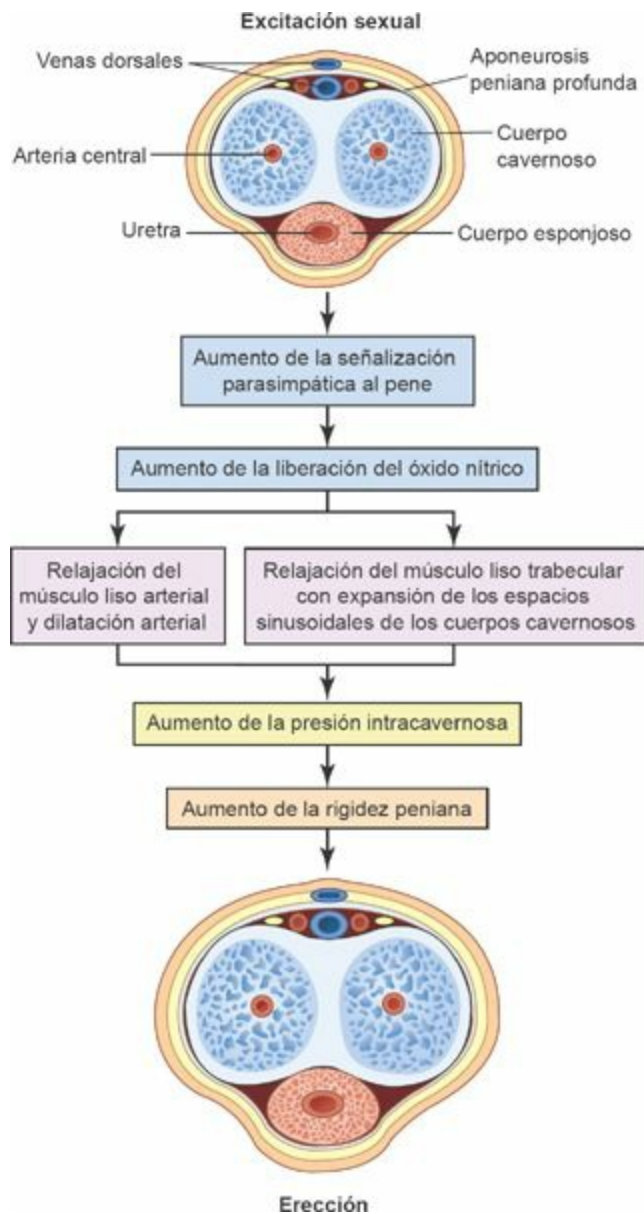 Excitación sexual
Venas dorsales
Aponeurosis
peniana profunda
Cuerpo
cavernoso
Arteria central
Uretra
Cuerpo esponjoso
Aumento de la señalización
parasimpática al pene
Aumento de la liberación del óxido nítrico
Relajación del
músculo liso arterial
y dilatación arterial
Relajación del músculo liso trabecular
con expansión de los espacios
sinusoidales de los cuerpos cavernosos
Aumento de la presión intracavernosa
Aumento de la rigidez peniana
Erección